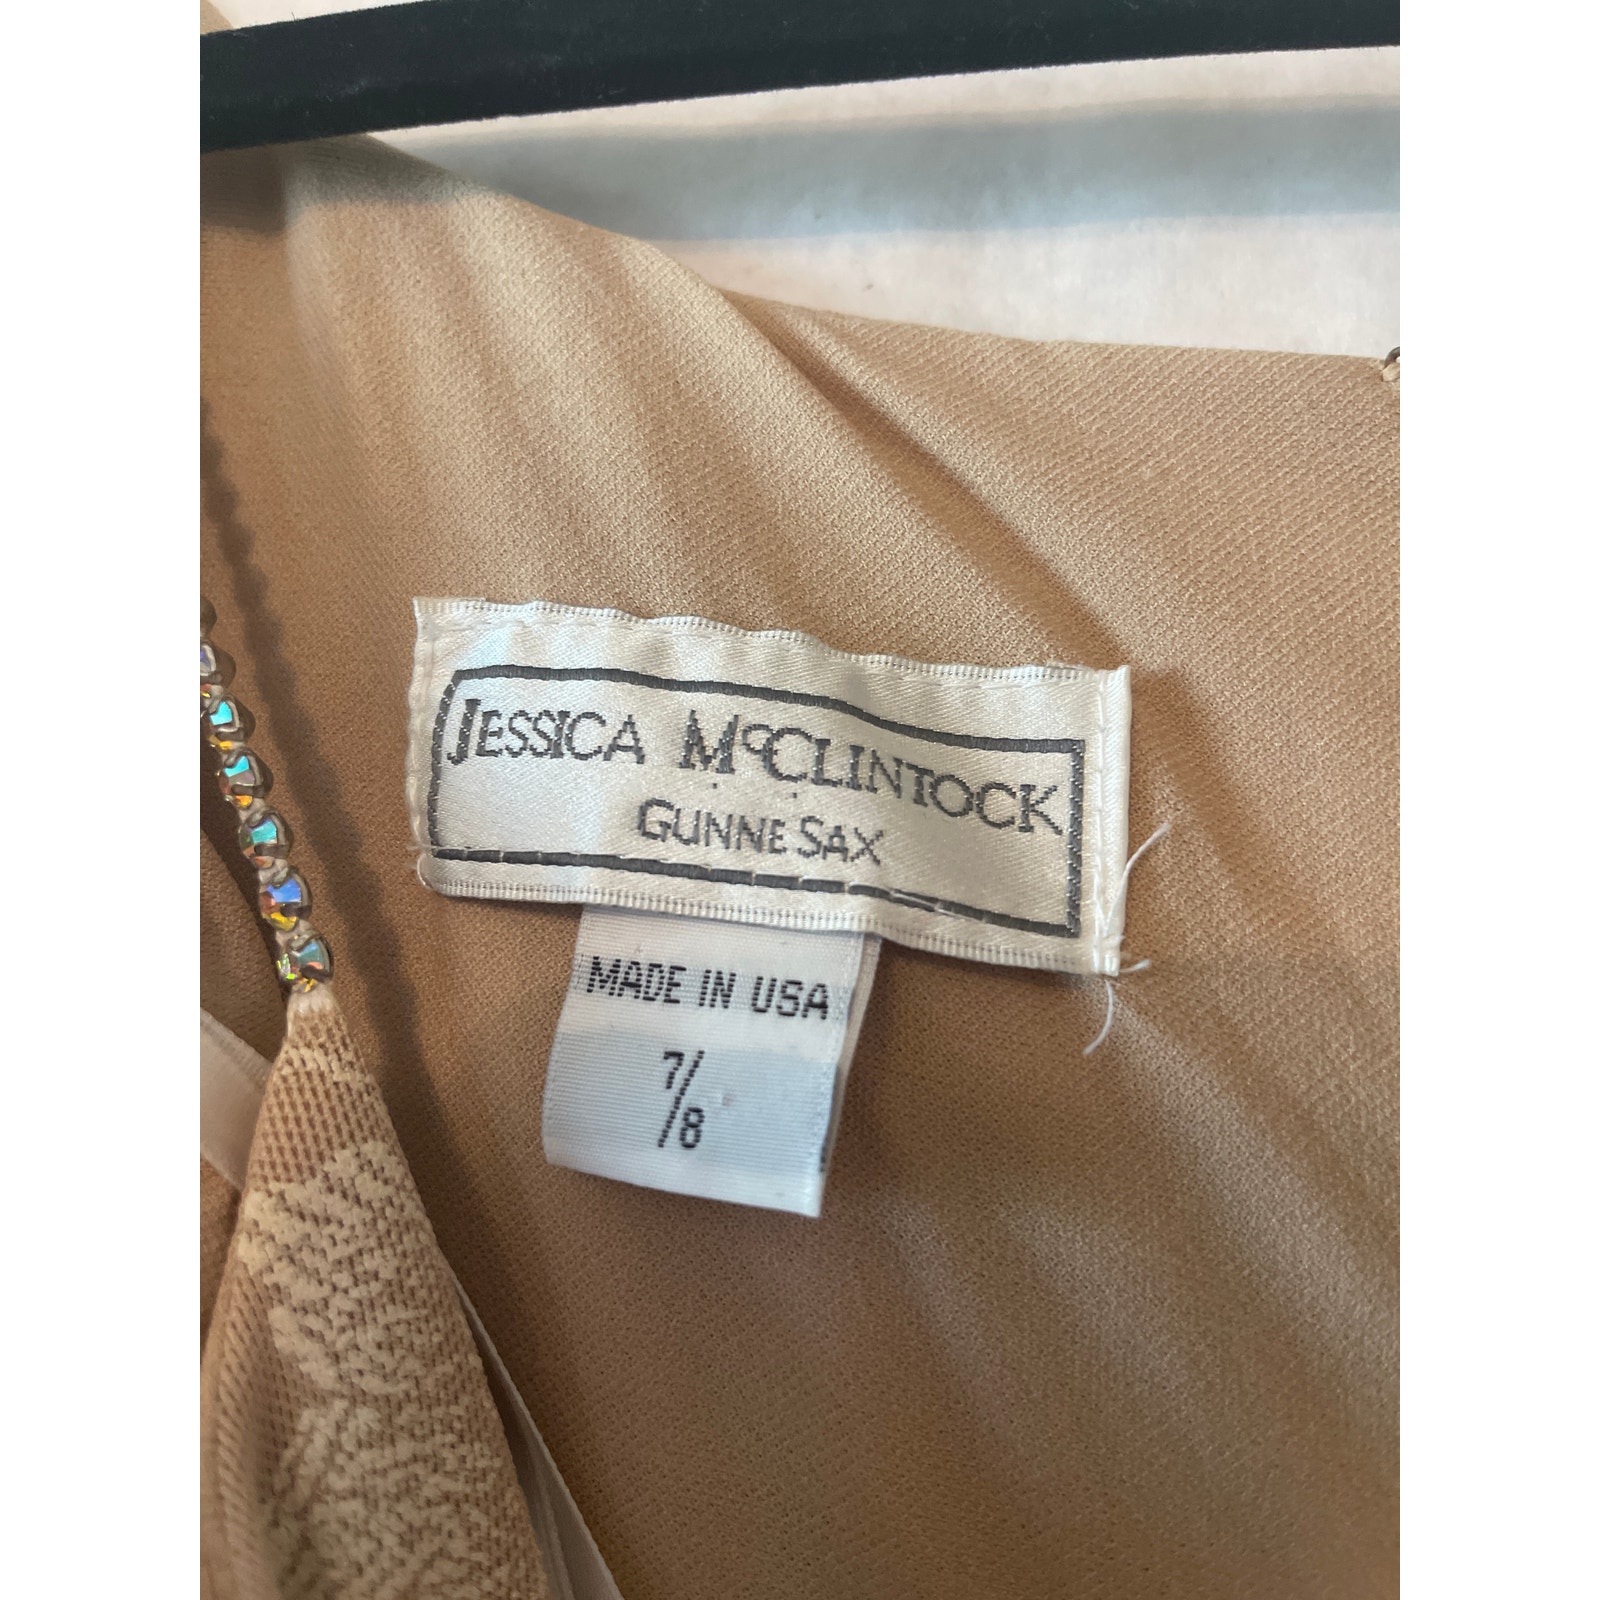 JESSICA McCLINTOCK
GUNNE SAX
MADE IN USA
7/8